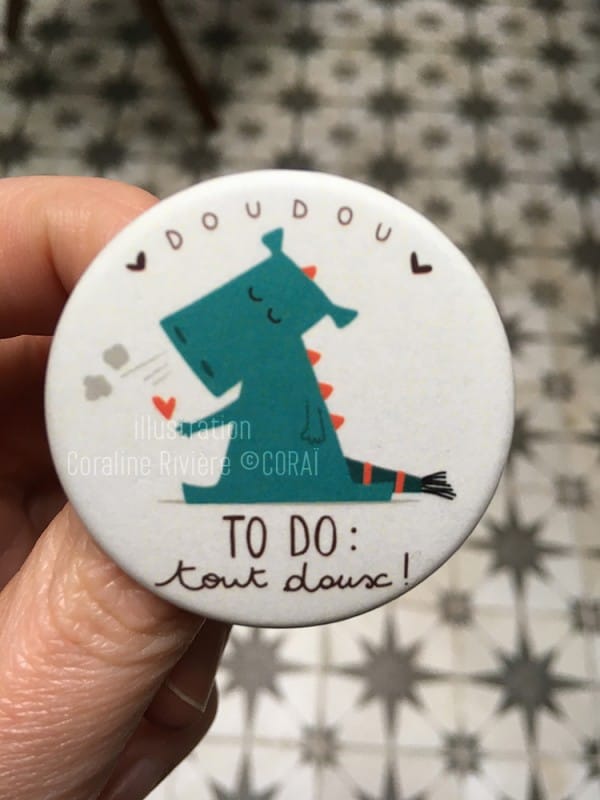 DOUDOU
illustration
Coraline Rivière ©CORAÏ
TO DO :
tout doux !